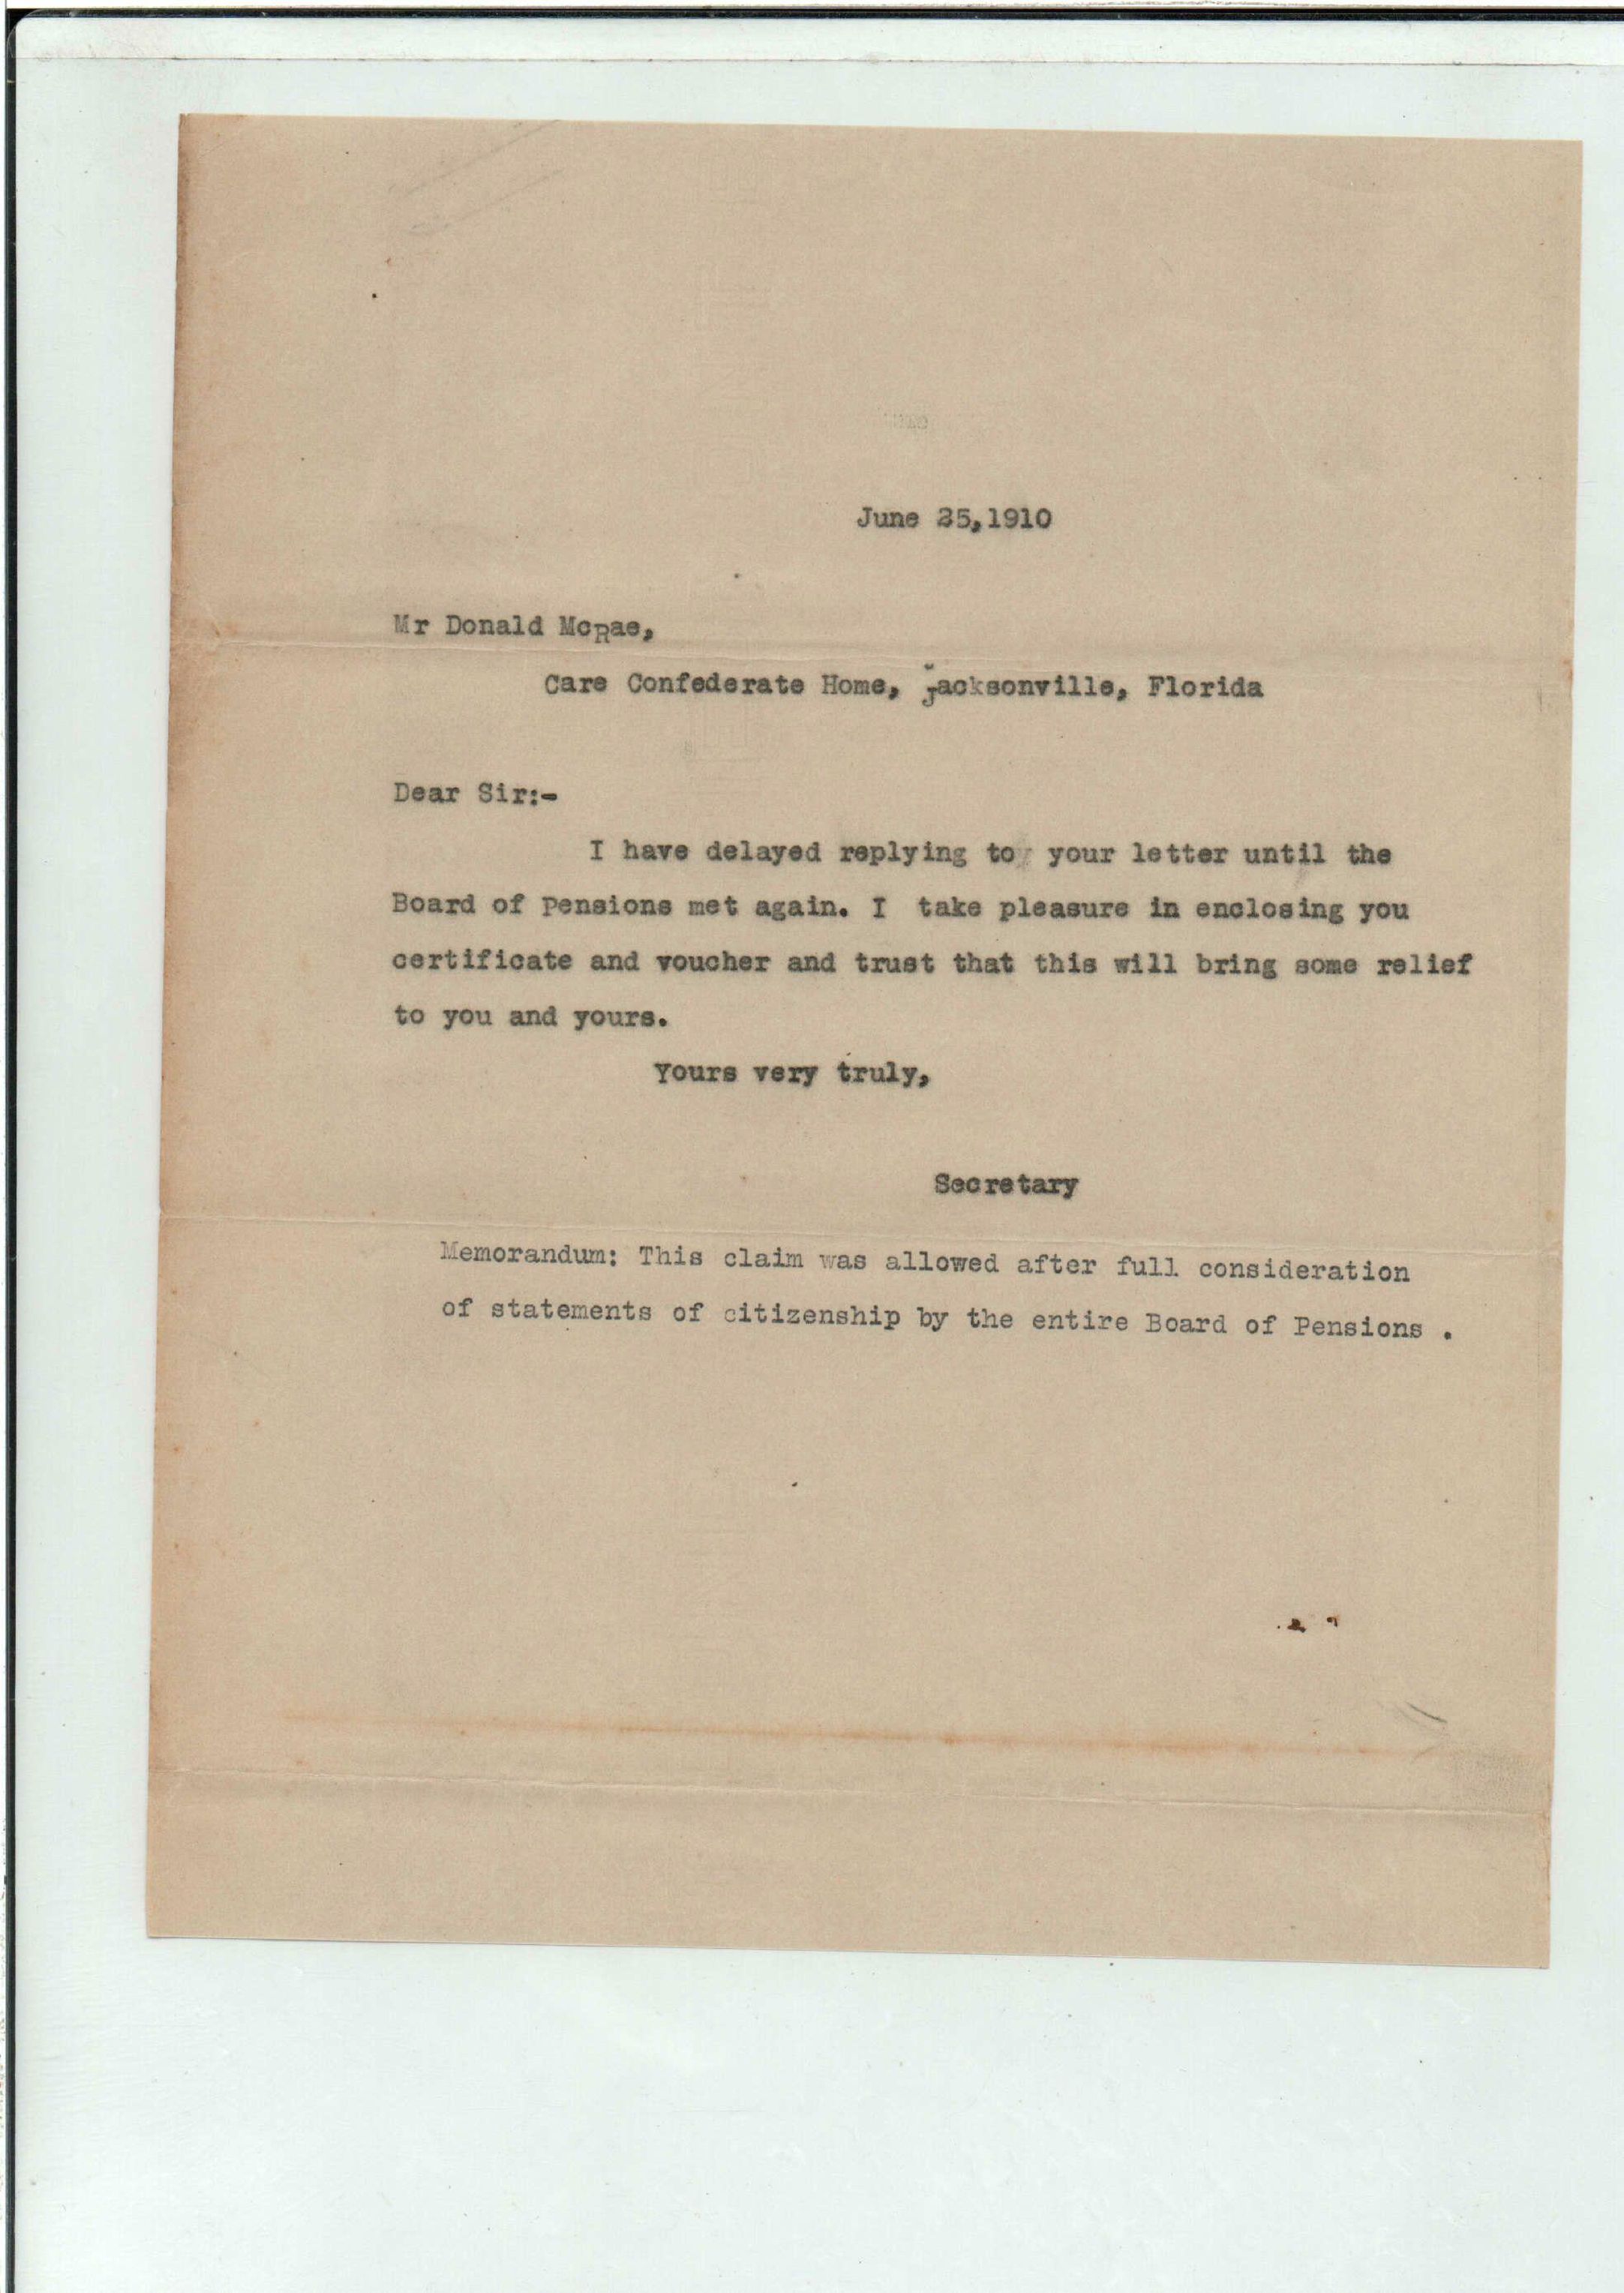 June 25,1910
Mr Donald McRae,
Care Confederate Home, Jacksonville, Florida
Dear Sir:-
I have delayed replying to your letter until the
Board of Pensions met again. I take pleasure in enclosing you
certificate and voucher and trust that this will bring some relief
to you and yours.
Yours very truly,
Secretary
Memorandum: This claim was allowed after full consideration
of statements of citizenship by the entire Board of Pensions .